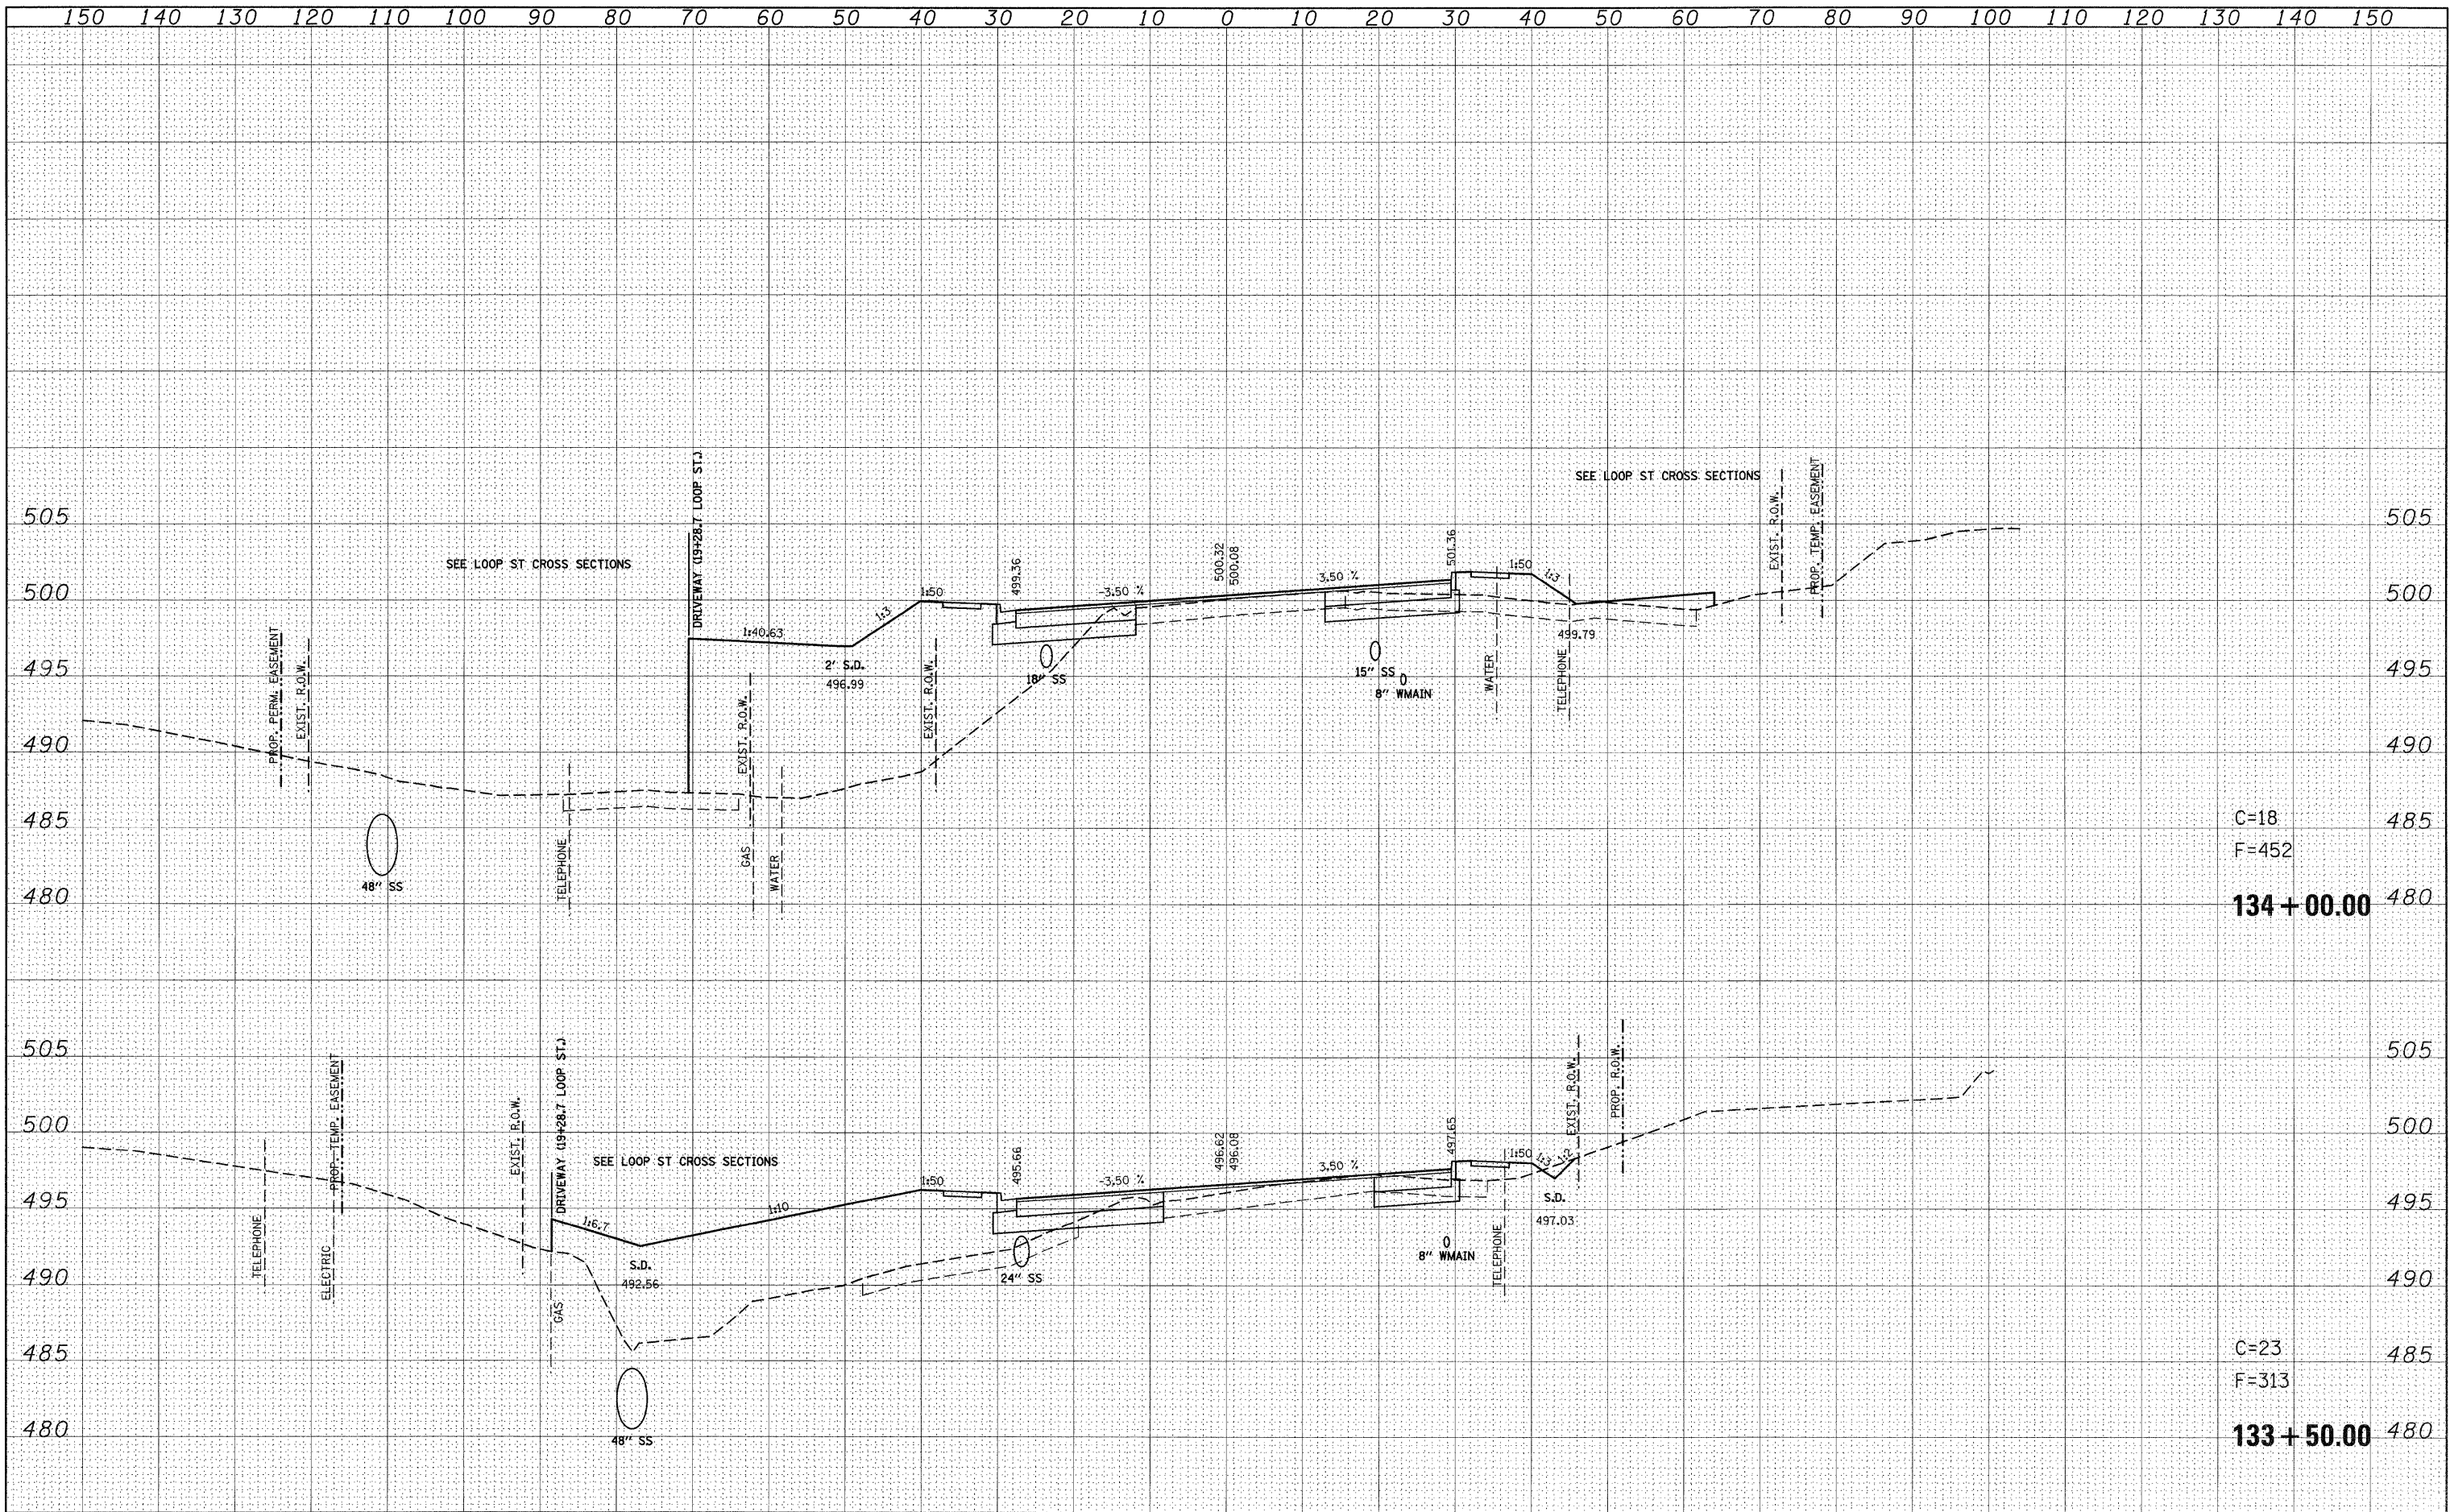 150 140 130 120 110 100 90 80 70 60 50 40 30 20 10 0 10 20 30 40 50 60 70 80 90 100 110 120 130 140 150
DRIVEWAY (19+28.7 LOOP ST.)
SEE LOOP ST CROSS SECTIONS
EXIST. R.O.W.
PROP. TEMP. EASEMENT
505 505
SEE LOOP ST CROSS SECTIONS
499.36
500.32
500.08
501.36
500 500
1:40.63
1:3
1:50
-3.50 %
3.50 %
1:50
1:3
499.79
PROP. PERM. EASEMENT
EXIST. R.O.W.
2' S.D.
496.99
EXIST. R.O.W.
EXIST. R.O.W.
18" SS
15" SS
8" WMAIN
WATER
TELEPHONE
495 495
490 490
C=18
485 485
F=452
TELEPHONE
GAS
WATER
48" SS
480 480
134+00.00
505 505
PROP. TEMP. EASEMENT
EXIST. R.O.W.
DRIVEWAY (19+28.7 LOOP ST.)
SEE LOOP ST CROSS SECTIONS
495.66
496.62
496.08
497.65
EXIST. R.O.W.
PROP. R.O.W.
500 500
1:6.7
1:10
1:50
-3.50 %
3.50 %
1:50
1:3
1:2
495 495
S.D.
497.03
TELEPHONE
ELECTRIC
GAS
S.D.
492.56
24" SS
8" WMAIN
TELEPHONE
490 490
C=23
485 485
F=313
48" SS
480 480
133+50.00